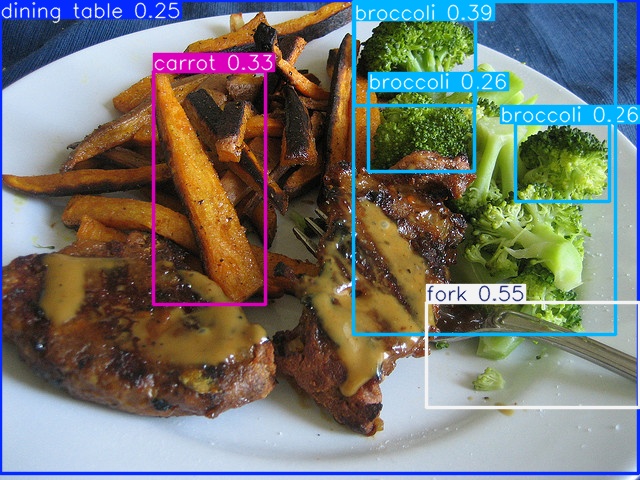 dining table 0.25
broccoli 0.39
carrot 0.33
broccoli 0.26
broccoli 0.26
fork 0.55